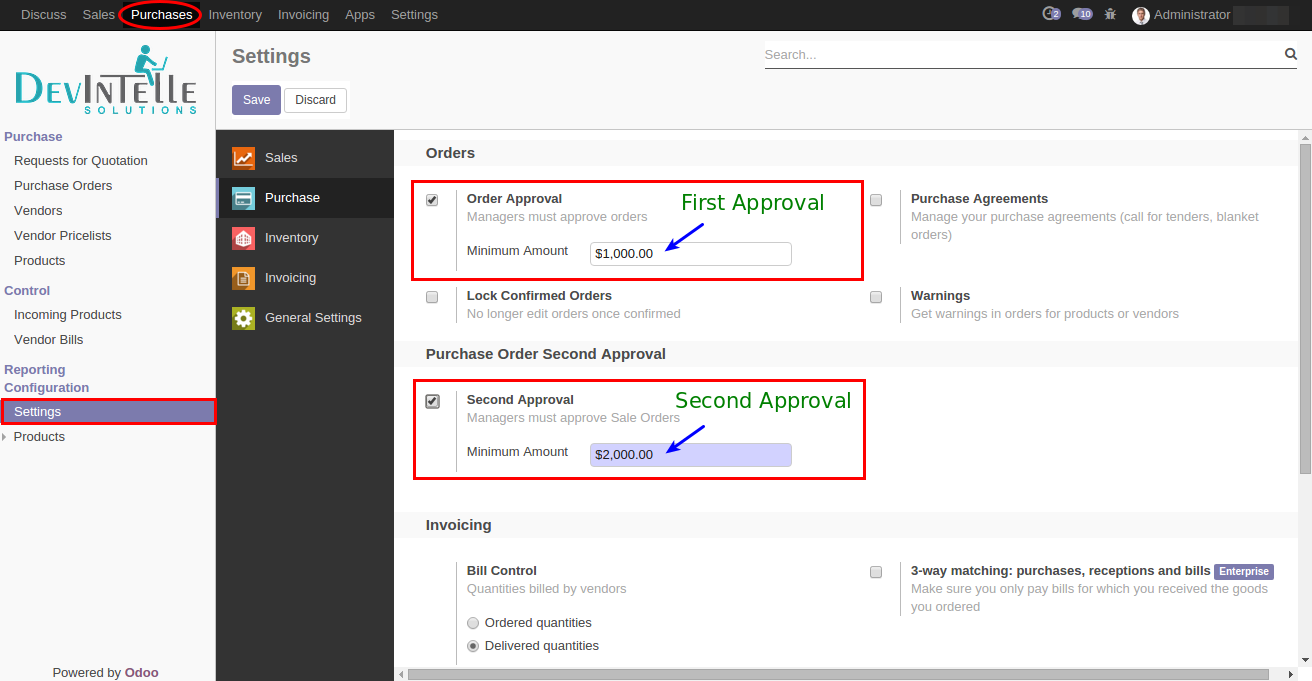 Discuss Sales Purchases Inventory Invoicing Apps Settings 2 10 Administrator
DEVINTELLE
SOLUTIONS
Settings
Search...
Save Discard
Purchase
Requests for Quotation
Purchase Orders
Vendors
Vendor Pricelists
Products
Control
Incoming Products
Vendor Bills
Reporting
Configuration
Settings
Products
Powered by Odoo
Sales
Purchase
Inventory
Invoicing
General Settings
Orders
Order Approval
Managers must approve orders
First Approval
Minimum Amount $1,000.00
Purchase Agreements
Manage your purchase agreements (call for tenders, blanket
orders)
Lock Confirmed Orders
No longer edit orders once confirmed
Warnings
Get warnings in orders for products or vendors
Purchase Order Second Approval
Second Approval
Managers must approve Sale Orders
Second Approval
Minimum Amount $2,000.00
Invoicing
Bill Control
Quantities billed by vendors
Ordered quantities
Delivered quantities
3-way matching: purchases, receptions and bills Enterprise
Make sure you only pay bills for which you received the goods
you ordered